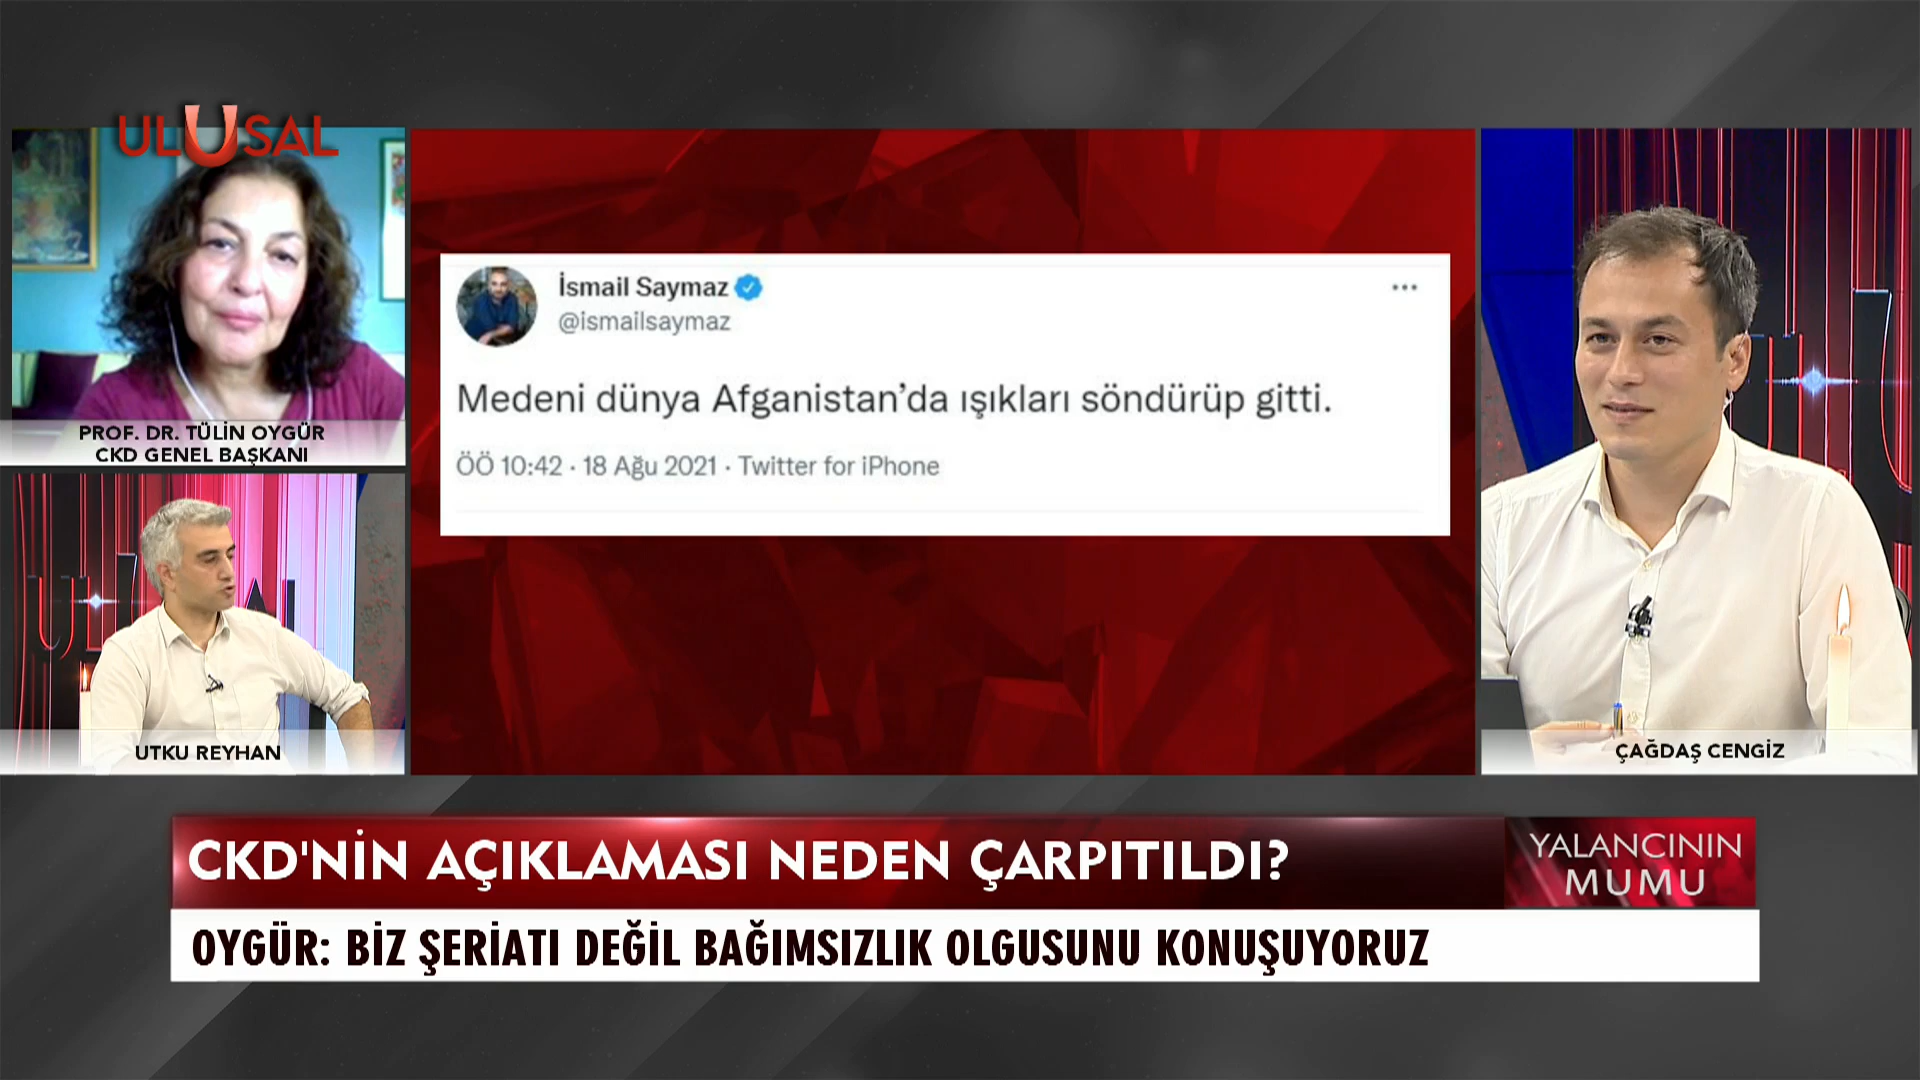 ULUSAL
PROF. DR. TÜLİN OYGÜR
CKD GENEL BAŞKANI
UTKU REYHAN
İsmail Saymaz
@ismailsaymaz
Medeni dünya Afganistan’da ışıkları söndürüp gitti.
ÖÖ 10:42 · 18 Ağu 2021 · Twitter for iPhone
ÇAĞDAŞ CENGİZ
CKD'NİN AÇIKLAMASI NEDEN ÇARPITILDI?
YALANCININ
MUMU
OYGÜR: BİZ ŞERİATI DEĞİL BAĞIMSIZLIK OLGUSUNU KONUŞUYORUZ